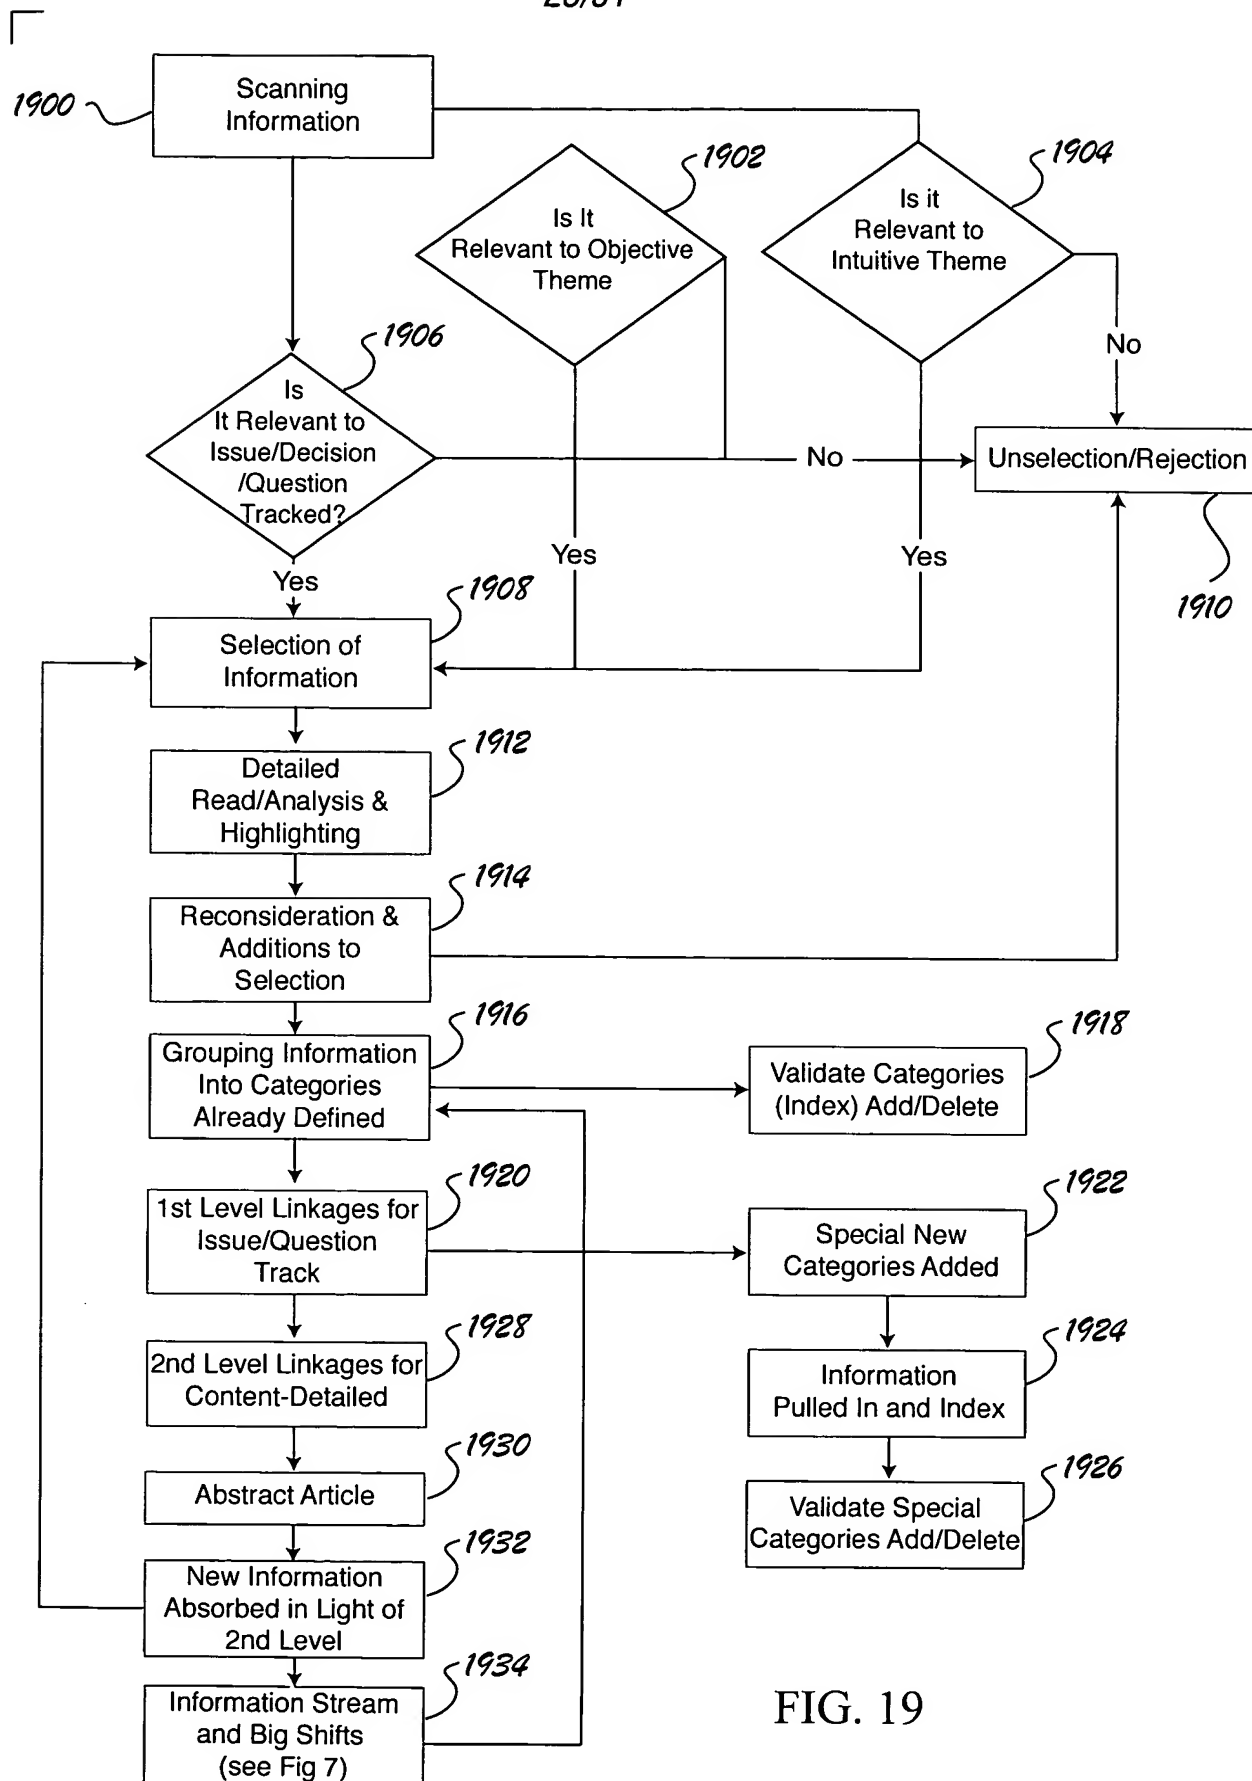 Scanning
Information
1900
1902
1904
Is It
Relevant to Objective
Theme
Is it
Relevant to
Intuitive Theme
1906
No
Is
It Relevant to
Issue/Decision
/Question
Tracked?
No
Unselection/Rejection
Yes
Yes
Yes
1910
1908
Selection of
Information
1912
Detailed
Read/Analysis &
Highlighting
1914
Reconsideration &
Additions to
Selection
1916
Grouping Information
Into Categories
Already Defined
1918
Validate Categories
(Index) Add/Delete
1920
1st Level Linkages for
Issue/Question
Track
1922
Special New
Categories Added
1928
2nd Level Linkages for
Content-Detailed
1924
Information
Pulled In and Index
1930
Abstract Article
1926
Validate Special
Categories Add/Delete
1932
New Information
Absorbed in Light of
2nd Level
1934
Information Stream
and Big Shifts
(see Fig 7)
FIG. 19